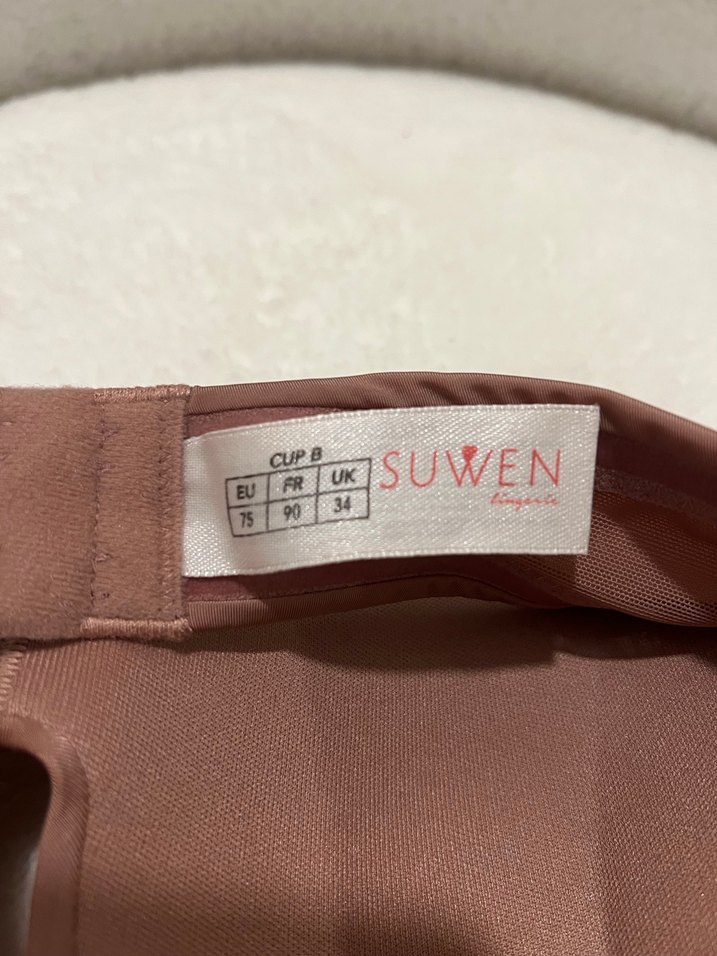 CUP B
EU FR UK
75 90 34
SUWEN
lingerie